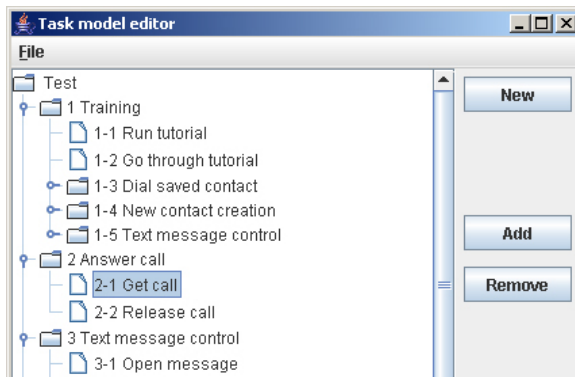 Task model editor
File
Test
1 Training
1-1 Run tutorial
1-2 Go through tutorial
1-3 Dial saved contact
1-4 New contact creation
1-5 Text message control
2 Answer call
2-1 Get call
2-2 Release call
3 Text message control
3-1 Open message
New
Add
Remove